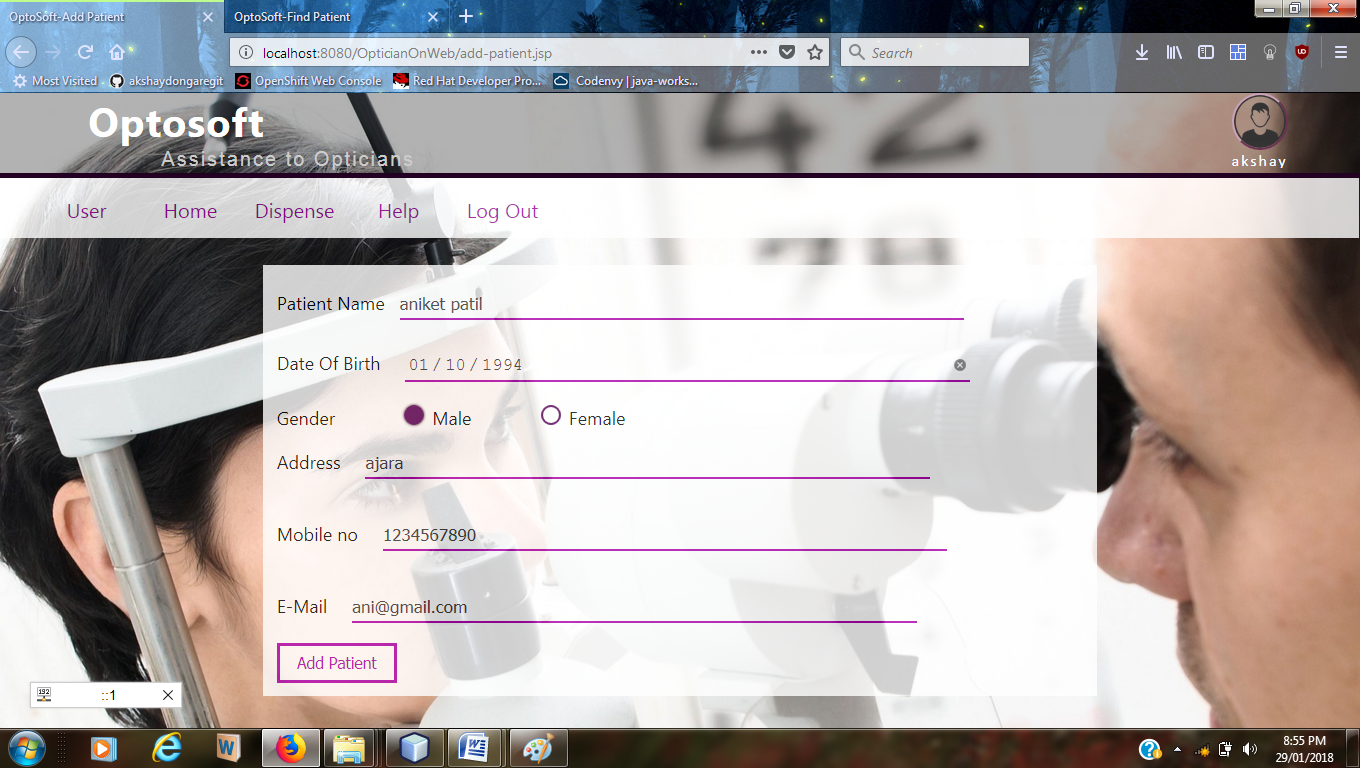 OptoSoft-Add Patient
OptoSoft-Find Patient
localhost:8080/OpticianOnWeb/add-patient.jsp
Search
Most Visited
akshaydongaregit
OpenShift Web Console
Red Hat Developer Pro...
Codenvy | java-works...
Optosoft
Assistance to Opticians
akshay
42
User Home Dispense Help Log Out
Patient Name aniket patil
Date Of Birth 01 / 10 / 1994
Gender Male Female
Address ajara
Mobile no 1234567890
E-Mail ani@gmail.com
Add Patient
::1
8:55 PM
29/01/2018